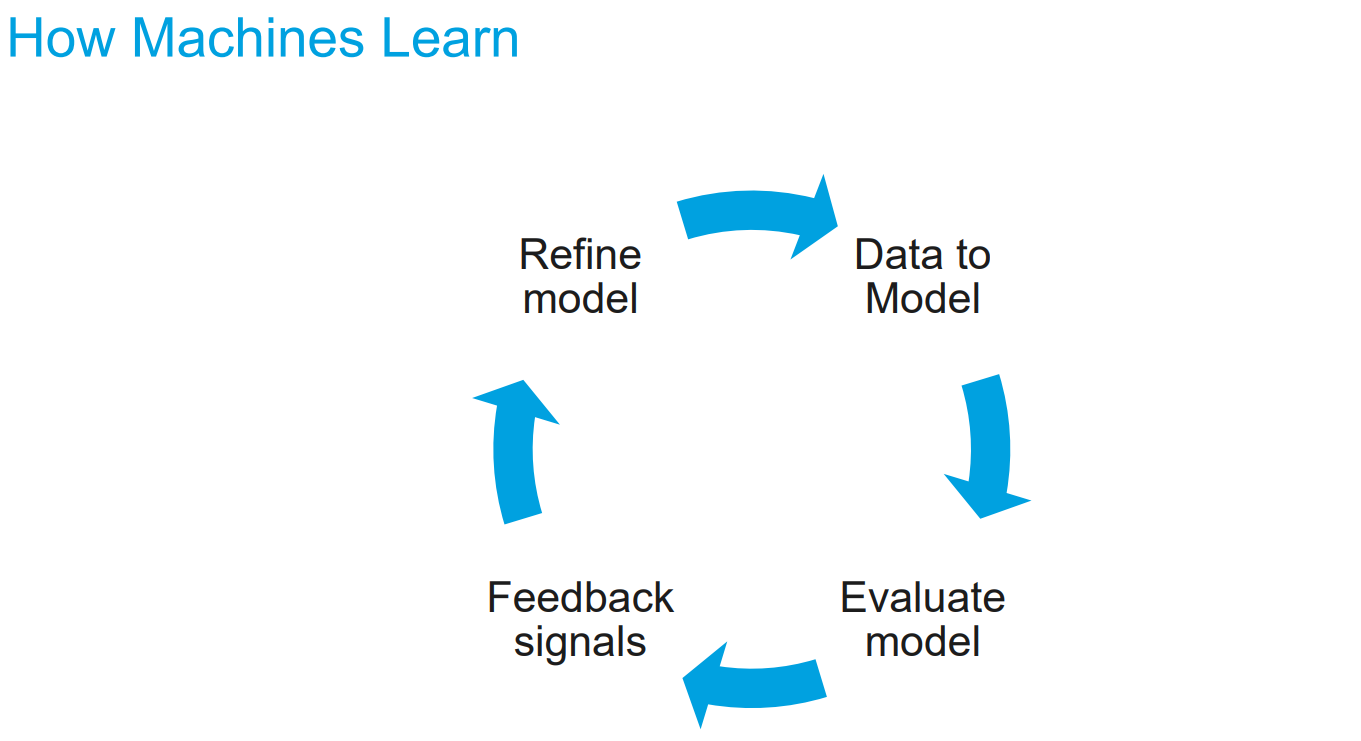 How Machines Learn
Refine
model
Data to
Model
Feedback
signals
Evaluate
model